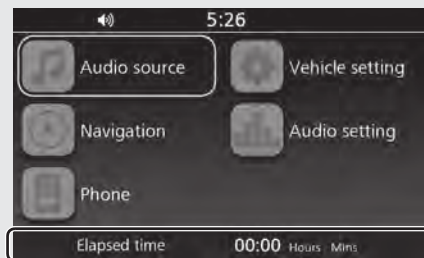 5:26
Audio source
Vehicle setting
Navigation
Audio setting
Phone
Elapsed time 00:00 Hours : Mins